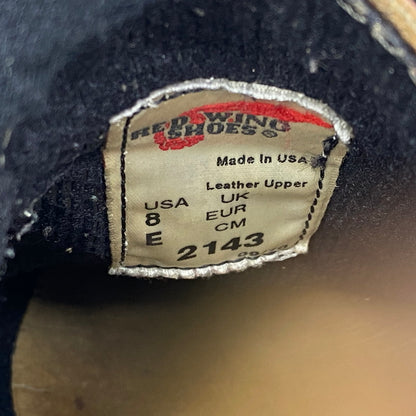 RED WING
SHOES®
Made In USA
Leather Upper
USA UK
8 EUR
E CM
2143